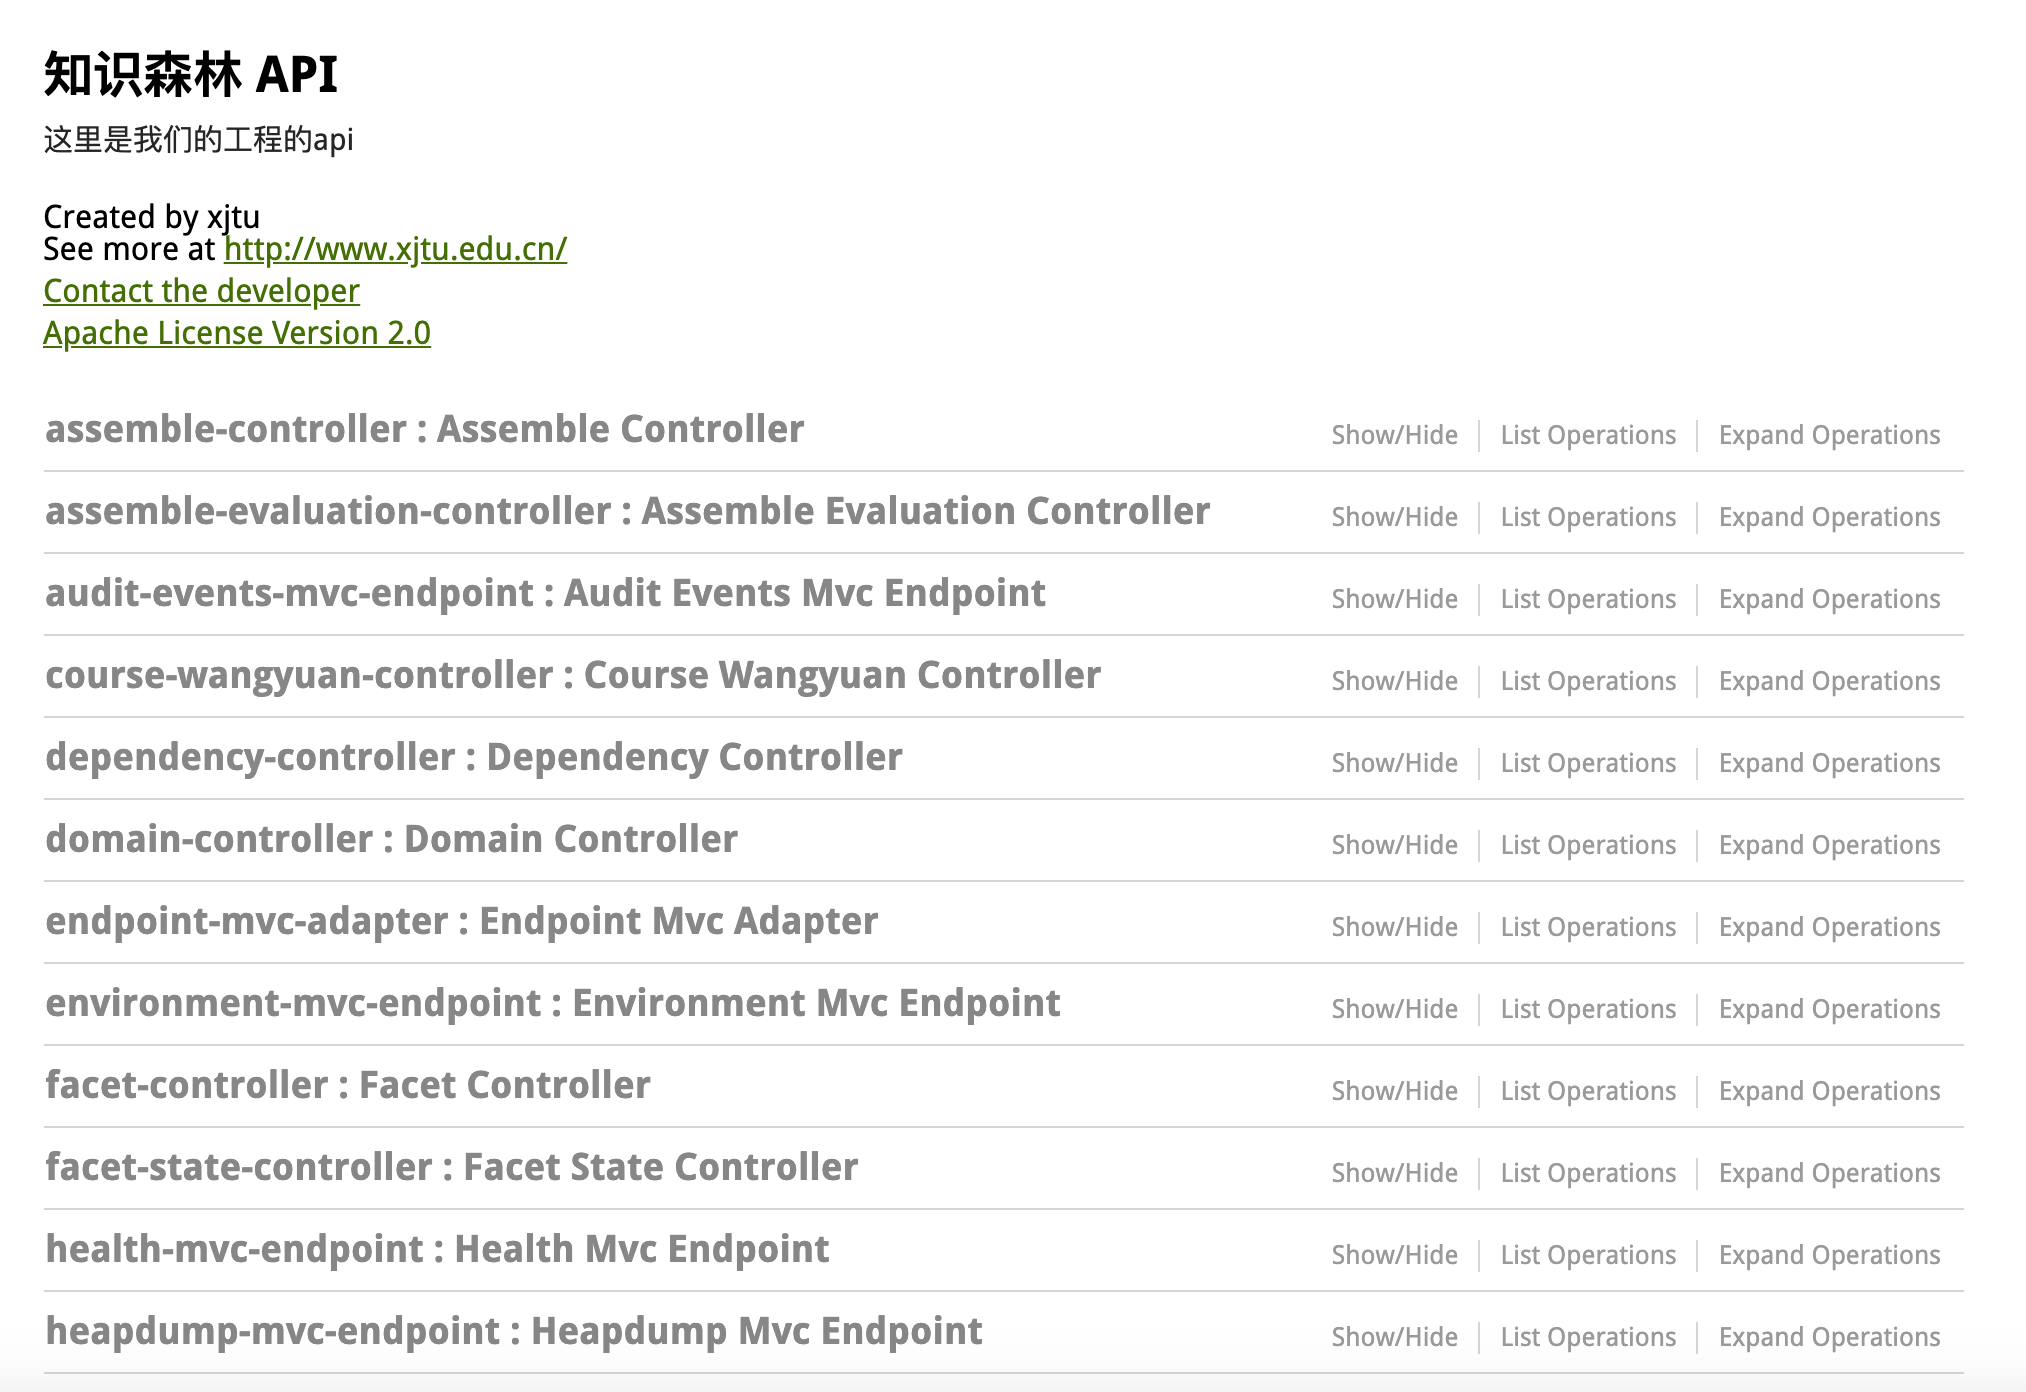 知识森林 API
这里是我们的工程的api
Created by xjtu
See more at http://www.xjtu.edu.cn/
Contact the developer
Apache License Version 2.0
assemble-controller : Assemble Controller Show/Hide List Operations Expand Operations
assemble-evaluation-controller : Assemble Evaluation Controller Show/Hide List Operations Expand Operations
audit-events-mvc-endpoint : Audit Events Mvc Endpoint Show/Hide List Operations Expand Operations
course-wangyuan-controller : Course Wangyuan Controller Show/Hide List Operations Expand Operations
dependency-controller : Dependency Controller Show/Hide List Operations Expand Operations
domain-controller : Domain Controller Show/Hide List Operations Expand Operations
endpoint-mvc-adapter : Endpoint Mvc Adapter Show/Hide List Operations Expand Operations
environment-mvc-endpoint : Environment Mvc Endpoint Show/Hide List Operations Expand Operations
facet-controller : Facet Controller Show/Hide List Operations Expand Operations
facet-state-controller : Facet State Controller Show/Hide List Operations Expand Operations
health-mvc-endpoint : Health Mvc Endpoint Show/Hide List Operations Expand Operations
heapdump-mvc-endpoint : Heapdump Mvc Endpoint Show/Hide List Operations Expand Operations